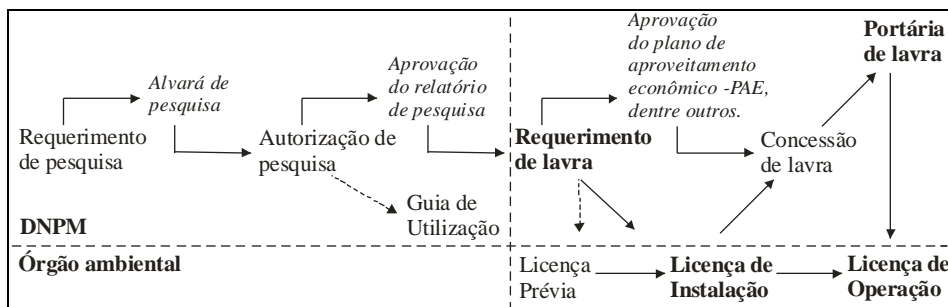 Requerimento
de pesquisa
Alvará de
pesquisa
Autorização de
pesquisa
Aprovação
do relatório
de pesquisa
Guia de
Utilização
DNPM
Requerimento
de lavra
Aprovação
do plano de
aproveitamento
econômico -PAE,
dentre outros.
Concessão
de lavra
Portária
de lavra
Órgão ambiental
Licença
Prévia
Licença de
Instalação
Licença de
Operação